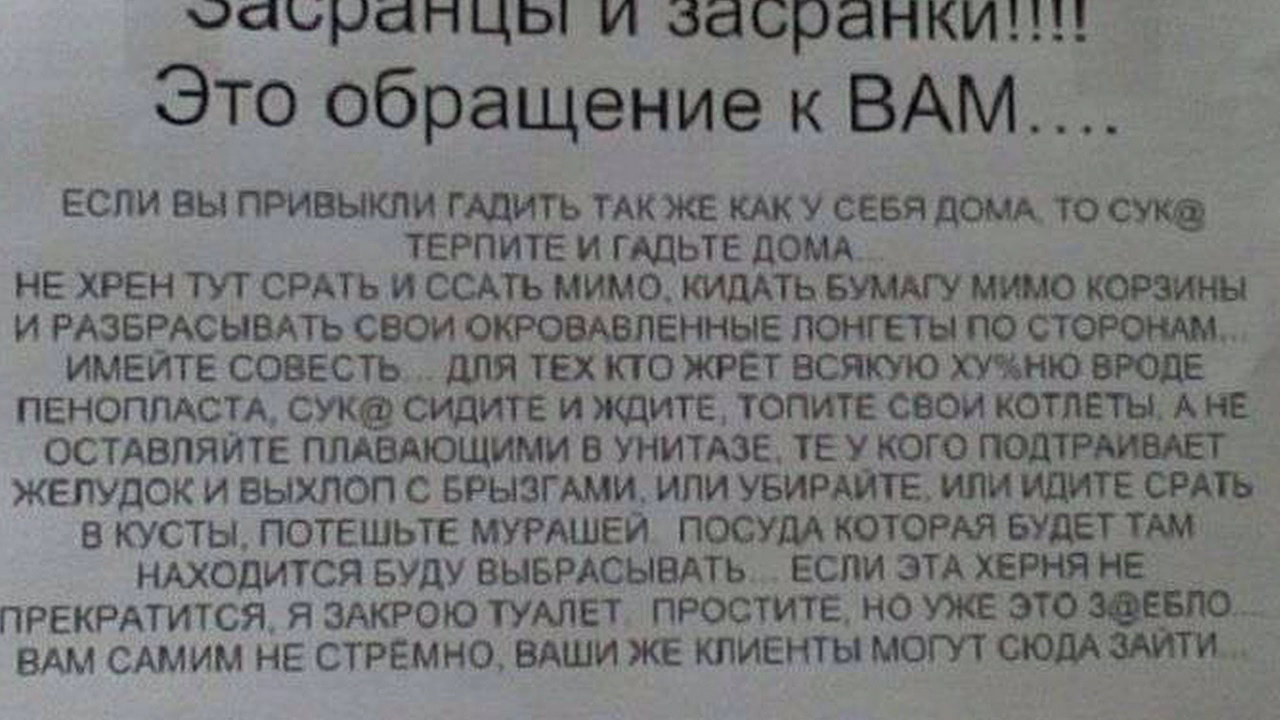 Засранцы и засранки!!!!
Это обращение к ВАМ....
ЕСЛИ ВЫ ПРИВЫКЛИ ГАДИТЬ ТАК ЖЕ КАК У СЕБЯ ДОМА, ТО СУК@
ТЕРПИТЕ И ГАДЬТЕ ДОМА...
НЕ ХРЕН ТУТ СРАТЬ И ССАТЬ МИМО, КИДАТЬ БУМАГУ МИМО КОРЗИНЫ
И РАЗБРАСЫВАТЬ СВОИ ОКРОВАВЛЕННЫЕ ЛОНГЕТЫ ПО СТОРОНАМ...
ИМЕЙТЕ СОВЕСТЬ... ДЛЯ ТЕХ КТО ЖРЁТ ВСЯКУЮ ХУ%НЮ ВРОДЕ
ПЕНОПЛАСТА, СУК@ СИДИТЕ И ЖДИТЕ, ТОПИТЕ СВОИ КОТЛЕТЫ, А НЕ
ОСТАВЛЯЙТЕ ПЛАВАЮЩИМИ В УНИТАЗЕ, ТЕ У КОГО ПОДТРАИВАЕТ
ЖЕЛУДОК И ВЫХЛОП С БРЫЗГАМИ, ИЛИ УБИРАЙТЕ, ИЛИ ИДИТЕ СРАТЬ
В КУСТЫ, ПОТЕШЬТЕ МУРАШЕЙ. ПОСУДА КОТОРАЯ БУДЕТ ТАМ
НАХОДИТСЯ БУДУ ВЫБРАСЫВАТЬ... ЕСЛИ ЭТА ХЕРНЯ НЕ
ПРЕКРАТИТСЯ, Я ЗАКРОЮ ТУАЛЕТ. ПРОСТИТЕ, НО УЖЕ ЭТО З@ЕБЛО...
ВАМ САМИМ НЕ СТРЁМНО, ВАШИ ЖЕ КЛИЕНТЫ МОГУТ СЮДА ЗАЙТИ...